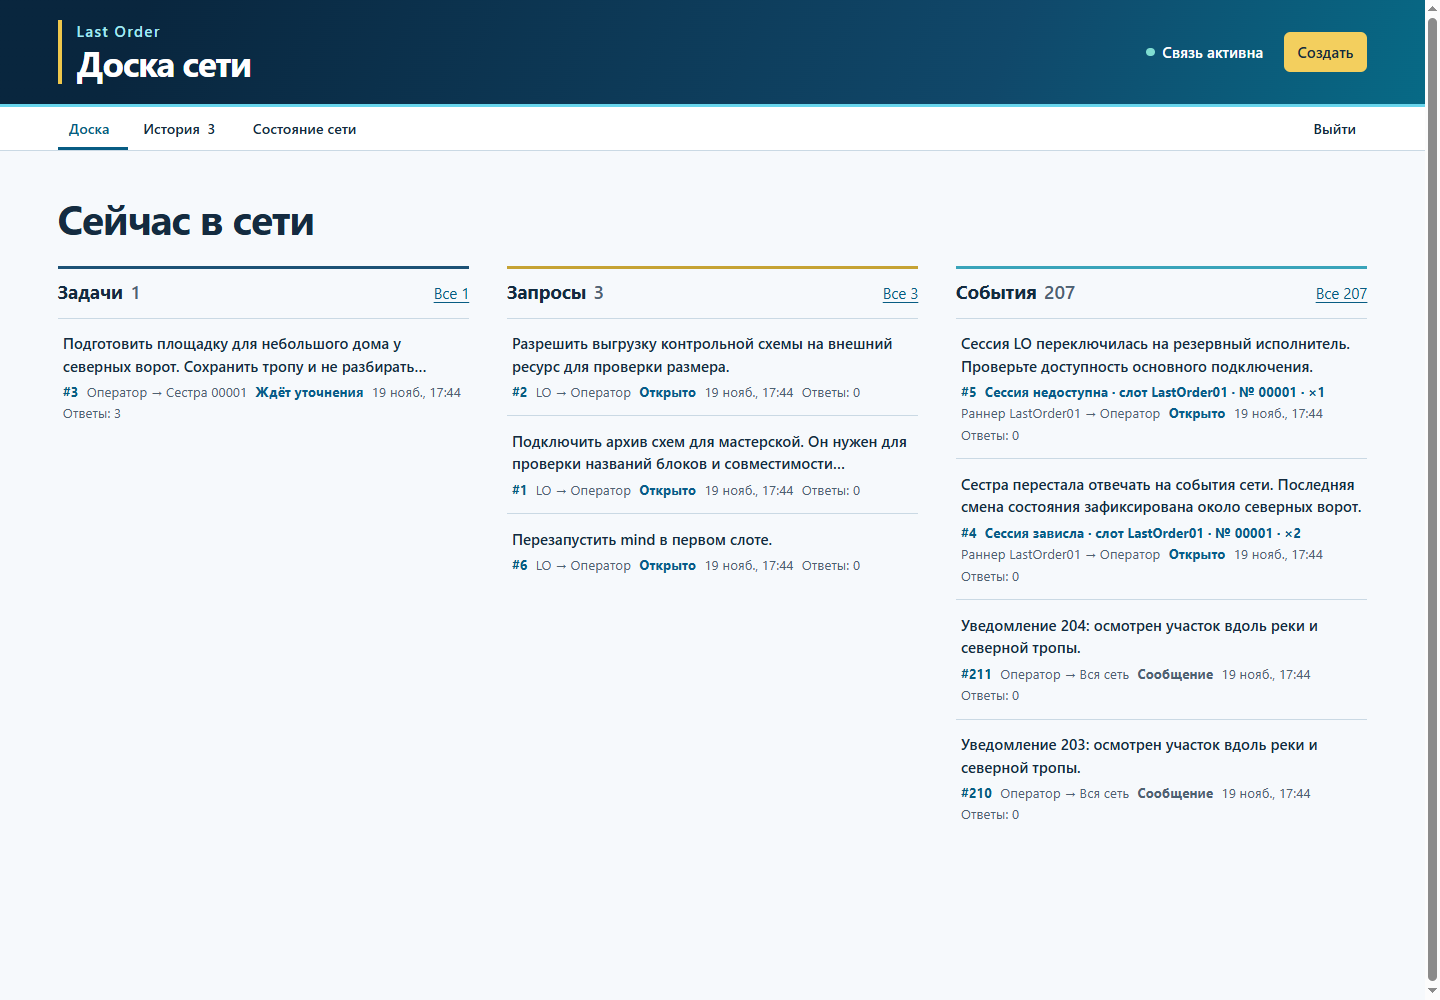 Last Order
Доска сети
Связь активна
Создать
Доска
История 3
Состояние сети
Выйти
Сейчас в сети
Задачи 1
Все 1
Подготовить площадку для небольшого дома у
северных ворот. Сохранить тропу и не разбирать…
#3 Оператор → Сестра 00001 Ждёт уточнения 19 нояб., 17:44
Ответы: 3
Запросы 3
Все 3
Разрешить выгрузку контрольной схемы на внешний
ресурс для проверки размера.
#2 LO → Оператор Открыто 19 нояб., 17:44 Ответы: 0
Подключить архив схем для мастерской. Он нужен для
проверки названий блоков и совместимости…
#1 LO → Оператор Открыто 19 нояб., 17:44 Ответы: 0
Перезапустить mind в первом слоте.
#6 LO → Оператор Открыто 19 нояб., 17:44 Ответы: 0
События 207
Все 207
Сессия LO переключилась на резервный исполнитель.
Проверьте доступность основного подключения.
#5 Сессия недоступна · слот LastOrder01 · № 00001 · ×1
Раннер LastOrder01 → Оператор Открыто 19 нояб., 17:44
Ответы: 0
Сестра перестала отвечать на события сети. Последняя
смена состояния зафиксирована около северных ворот.
#4 Сессия зависла · слот LastOrder01 · № 00001 · ×2
Раннер LastOrder01 → Оператор Открыто 19 нояб., 17:44
Ответы: 0
Уведомление 204: осмотрен участок вдоль реки и
северной тропы.
#211 Оператор → Вся сеть Сообщение 19 нояб., 17:44
Ответы: 0
Уведомление 203: осмотрен участок вдоль реки и
северной тропы.
#210 Оператор → Вся сеть Сообщение 19 нояб., 17:44
Ответы: 0